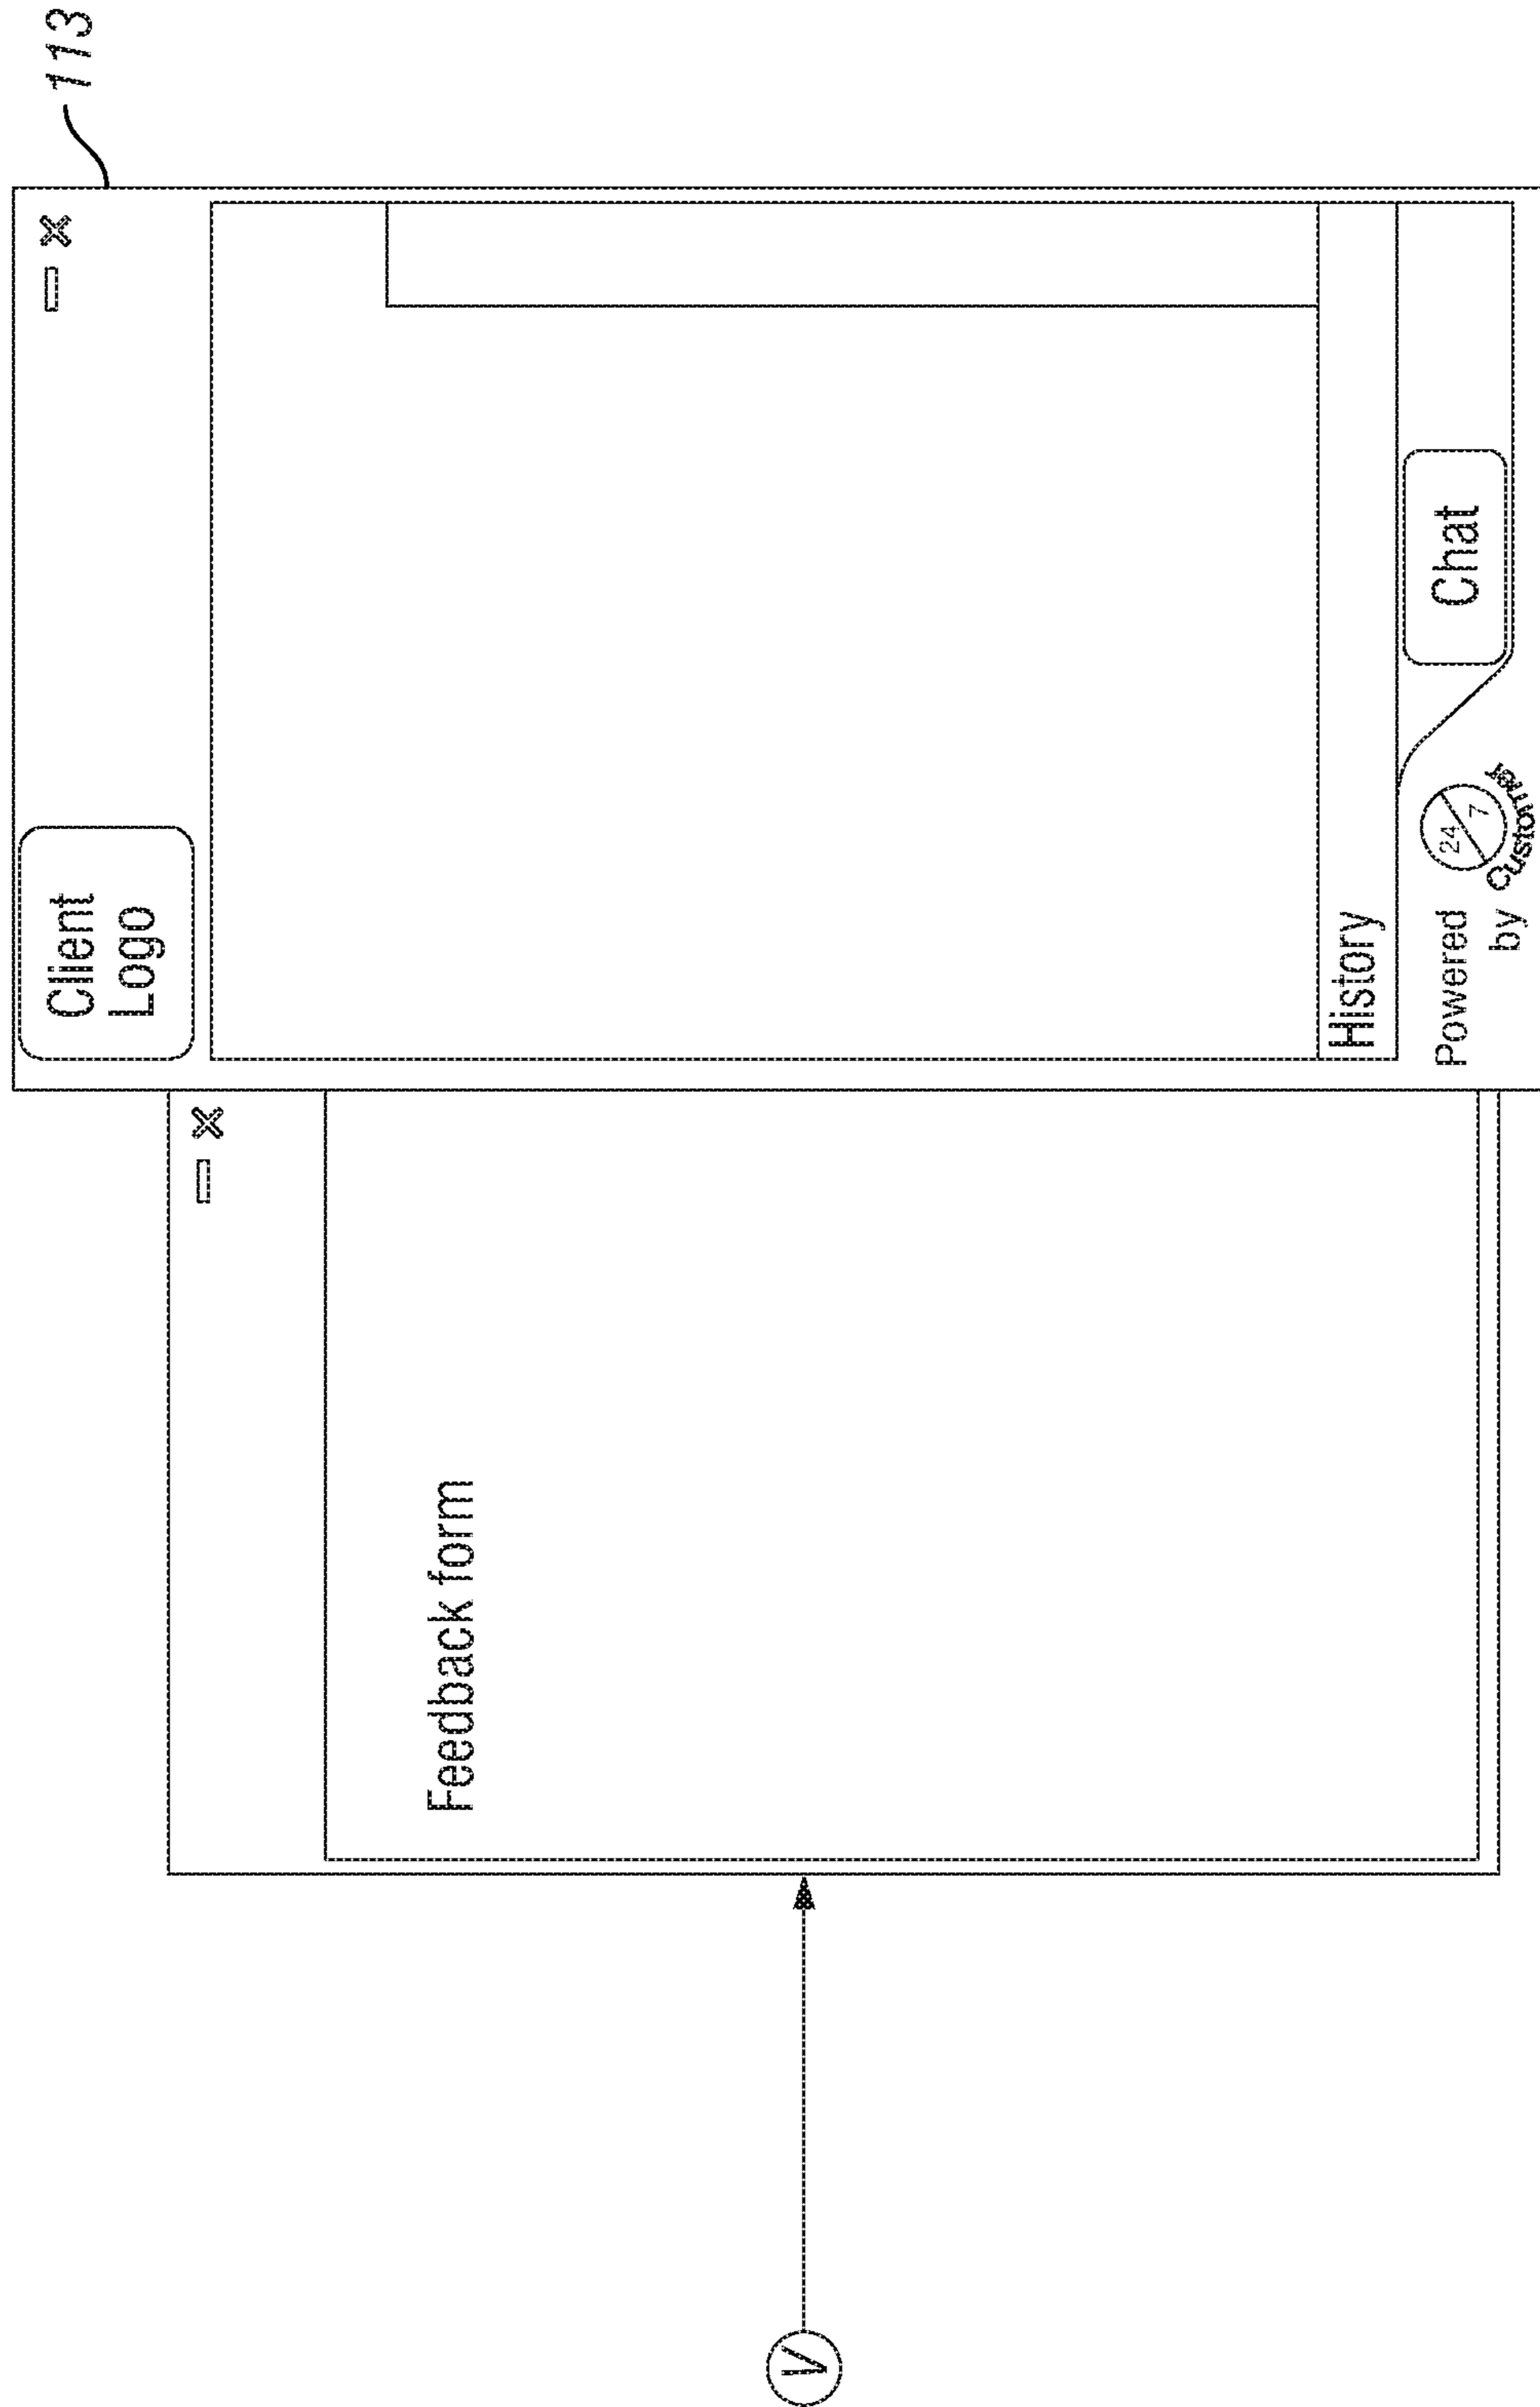 113
Client
Logo
Feedback form
History
Chat
Powered
by
24
7
Customer
V